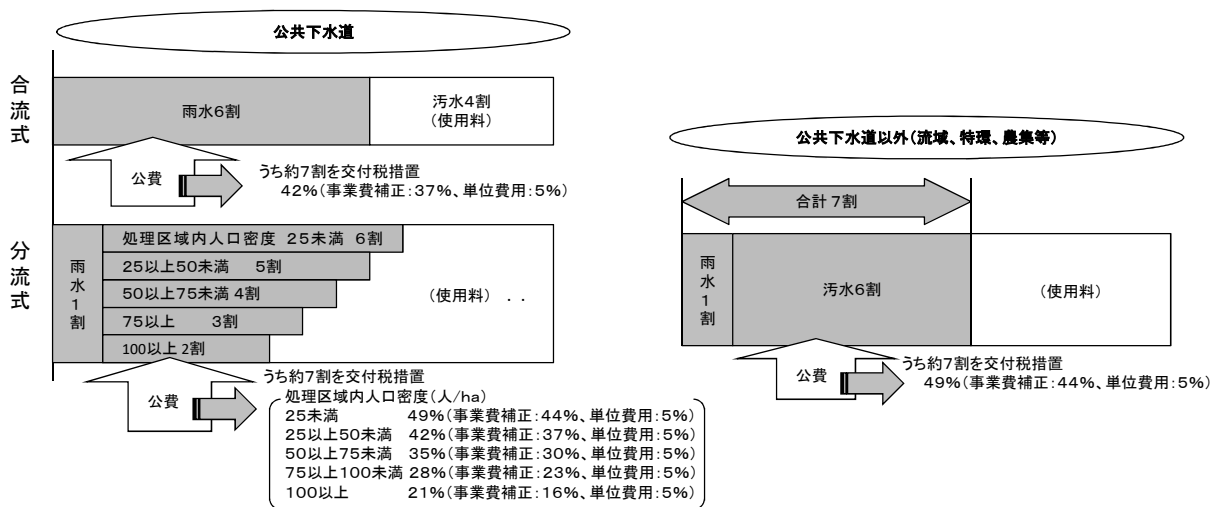 公共下水道
合流式
雨水6割
汚水4割
(使用料)
公費
うち約7割を交付税措置
42%(事業費補正:37%、単位費用:5%)
分流式
雨水1割
処理区域内人口密度 25未満 6割
25以上50未満 5割
50以上75未満 4割
75以上 3割
100以上 2割
(使用料) . .
公費
うち約7割を交付税措置
処理区域内人口密度(人/ha)
25未満 49%(事業費補正:44%、単位費用:5%)
25以上50未満 42%(事業費補正:37%、単位費用:5%)
50以上75未満 35%(事業費補正:30%、単位費用:5%)
75以上100未満 28%(事業費補正:23%、単位費用:5%)
100以上 21%(事業費補正:16%、単位費用:5%)
公共下水道以外(流域、特環、農集等)
合計 7割
雨水1割
汚水6割
(使用料)
公費
うち約7割を交付税措置
49%(事業費補正:44%、単位費用:5%)